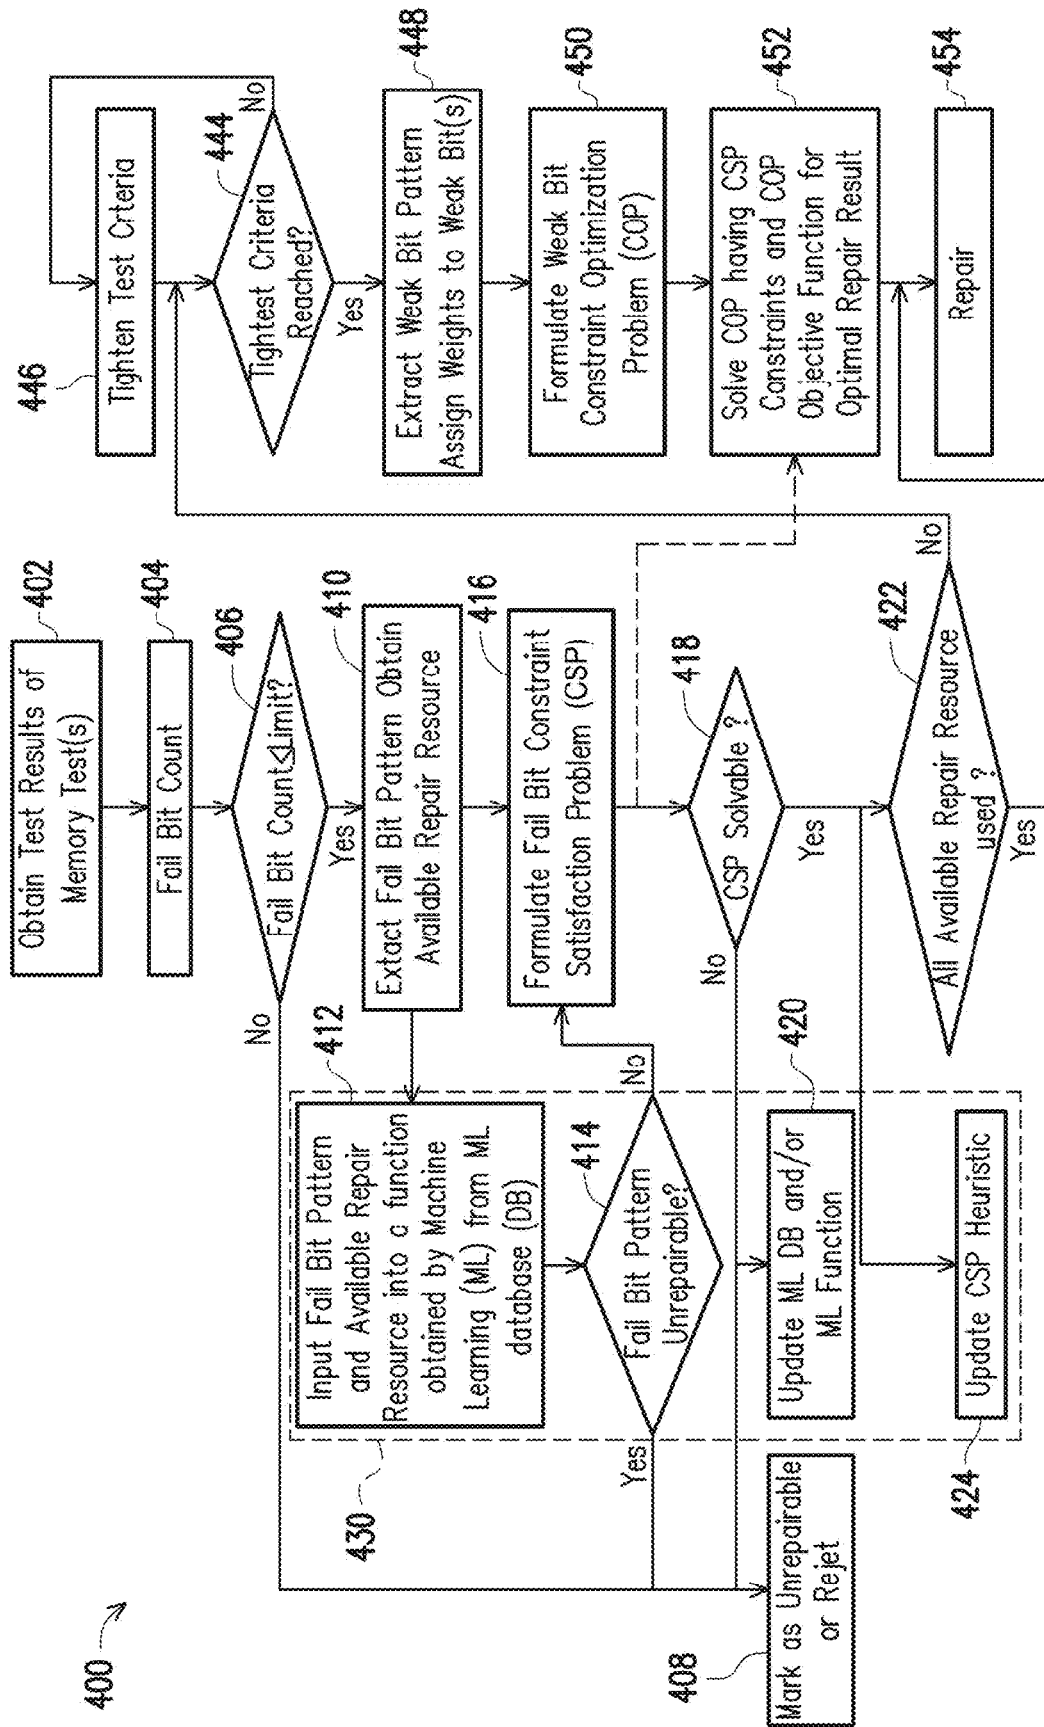 400
Obtain Test Results of
Memory Test(s)
402
Fail Bit Count
404
Fail Bit Count≤Limit?
406
No
Yes
Extact Fail Bit Pattern Obtain
Available Repair Resource
410
Input Fail Bit Pattern
and Available Repair
Resource into a function
obtained by Machine
Learning (ML) from ML
database (DB)
412
430
Fail Bit Pattern
Unrepairable?
414
Yes
No
Formulate Fail Bit Constraint
Satisfaction Problem (CSP)
416
CSP Solvable ?
418
No
Yes
Mark as Unrepairable
or Rejet
408
Update ML DB and/or
ML Function
420
Update CSP Heuristic
424
All Available Repair Resource
used ?
422
No
Yes
Tighten Test Crteria
446
Tightest Criteria
Reached?
444
No
Yes
Extract Weak Bit Pattern
Assign Weights to Weak Bit(s)
448
Formulate Weak Bit
Constraint Optimization
Problem (COP)
450
Solve COP having CSP
Constraints and COP
Objective Function for
Optimal Repair Result
452
Repair
454